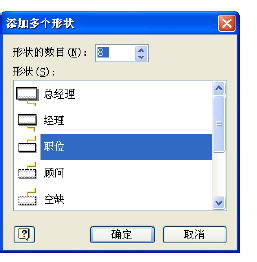 添加多个形状
形状的数目(N): 8
形状(S):
总经理
经理
职位
顾问
空缺
确定 取消